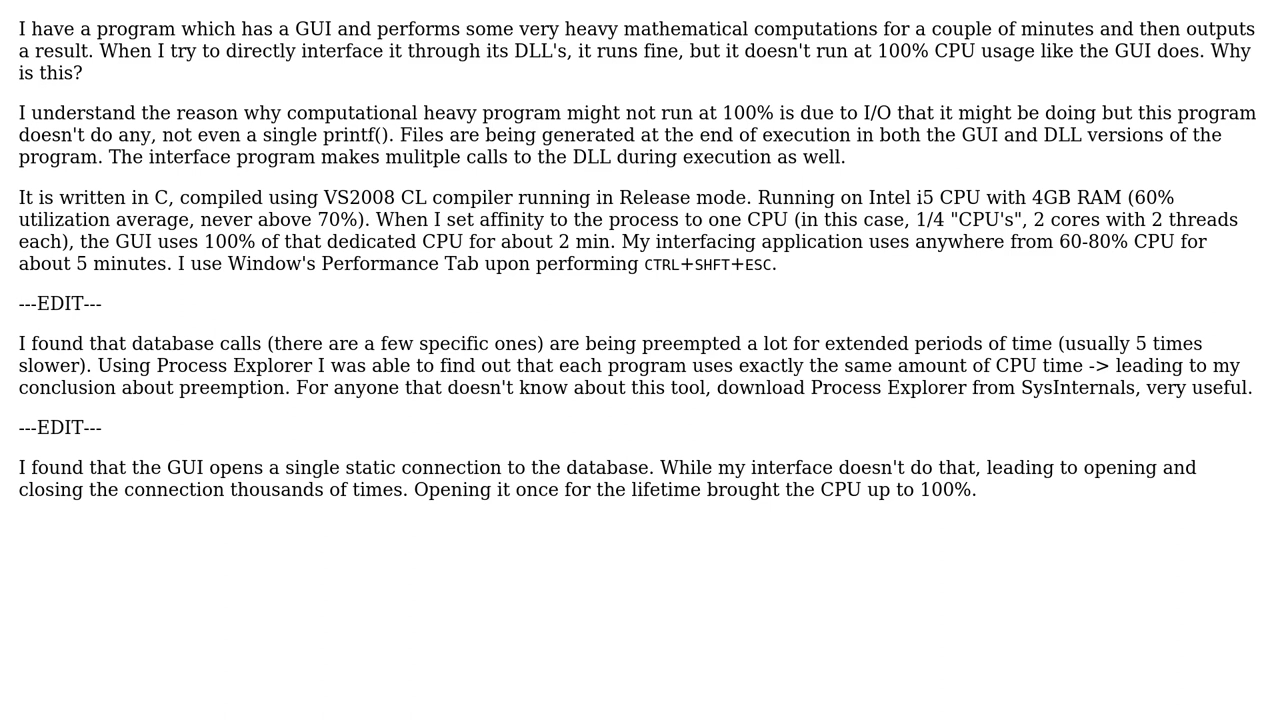 I have a program which has a GUI and performs some very heavy mathematical computations for a couple of minutes and then outputs
a result. When I try to directly interface it through its DLL's, it runs fine, but it doesn't run at 100% CPU usage like the GUI does. Why
is this?
I understand the reason why computational heavy program might not run at 100% is due to I/O that it might be doing but this program
doesn't do any, not even a single printf(). Files are being generated at the end of execution in both the GUI and DLL versions of the
program. The interface program makes mulitple calls to the DLL during execution as well.
It is written in C, compiled using VS2008 CL compiler running in Release mode. Running on Intel i5 CPU with 4GB RAM (60%
utilization average, never above 70%). When I set affinity to the process to one CPU (in this case, 1/4 "CPU's", 2 cores with 2 threads
each), the GUI uses 100% of that dedicated CPU for about 2 min. My interfacing application uses anywhere from 60-80% CPU for
about 5 minutes. I use Window's Performance Tab upon performing CTRL+SHFT+ESC.
---EDIT---
I found that database calls (there are a few specific ones) are being preempted a lot for extended periods of time (usually 5 times
slower). Using Process Explorer I was able to find out that each program uses exactly the same amount of CPU time -> leading to my
conclusion about preemption. For anyone that doesn't know about this tool, download Process Explorer from SysInternals, very useful.
---EDIT---
I found that the GUI opens a single static connection to the database. While my interface doesn't do that, leading to opening and
closing the connection thousands of times. Opening it once for the lifetime brought the CPU up to 100%.